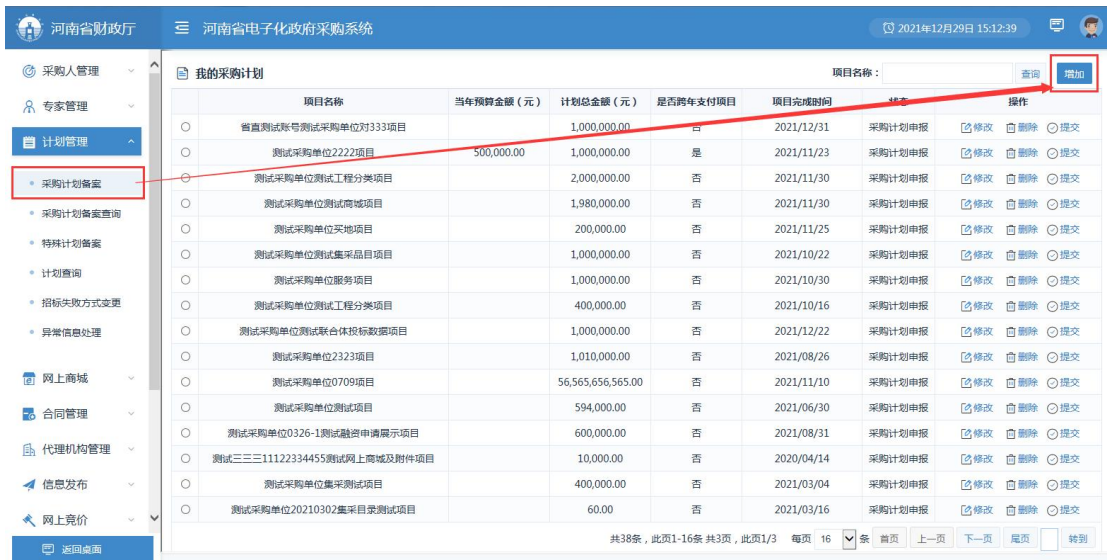 河南省财政厅
河南省电子化政府采购系统
2021年12月29日 15:12:39
采购人管理
专家管理
计划管理
采购计划备案
采购计划备案查询
特殊计划备案
计划查询
招标失败方式变更
异常信息处理
网上商城
合同管理
代理机构管理
信息发布
网上竞价
返回桌面
我的采购计划 项目名称： 查询 增加
项目名称 当年预算金额（元） 计划总金额（元） 是否跨年支付项目 项目完成时间 状态 操作
省直测试账号测试采购单位对333项目 1,000,000.00 否 2021/12/31 采购计划申报 修改 删除 提交
测试采购单位2222项目 500,000.00 1,000,000.00 是 2021/11/23 采购计划申报 修改 删除 提交
测试采购单位测试工程分类项目 2,000,000.00 否 2021/11/30 采购计划申报 修改 删除 提交
测试采购单位测试商城项目 1,980,000.00 否 2021/11/30 采购计划申报 修改 删除 提交
测试采购单位买地项目 200,000.00 否 2021/11/25 采购计划申报 修改 删除 提交
测试采购单位测试集采品目项目 1,000,000.00 否 2021/10/22 采购计划申报 修改 删除 提交
测试采购单位服务项目 1,000,000.00 否 2021/10/30 采购计划申报 修改 删除 提交
测试采购单位测试工程分类项目 400,000.00 否 2021/10/16 采购计划申报 修改 删除 提交
测试采购单位测试联合体投标数据项目 1,000,000.00 否 2021/12/22 采购计划申报 修改 删除 提交
测试采购单位2323项目 1,010,000.00 否 2021/08/26 采购计划申报 修改 删除 提交
测试采购单位0709项目 56,565,656,565.00 否 2021/11/10 采购计划申报 修改 删除 提交
测试采购单位测试项目 594,000.00 否 2021/06/30 采购计划申报 修改 删除 提交
测试采购单位0326-1测试融资申请展示项目 600,000.00 否 2021/08/31 采购计划申报 修改 删除 提交
测试三三三11122334455测试网上商城及附件项目 10,000.00 否 2020/04/14 采购计划申报 修改 删除 提交
测试采购单位集采测试项目 400,000.00 否 2021/03/04 采购计划申报 修改 删除 提交
测试采购单位20210302集采目录测试项目 60.00 否 2021/03/16 采购计划申报 修改 删除 提交
共38条，此页1-16条 共3页，此页1/3 每页 16 条 首页 上一页 下一页 尾页 转到